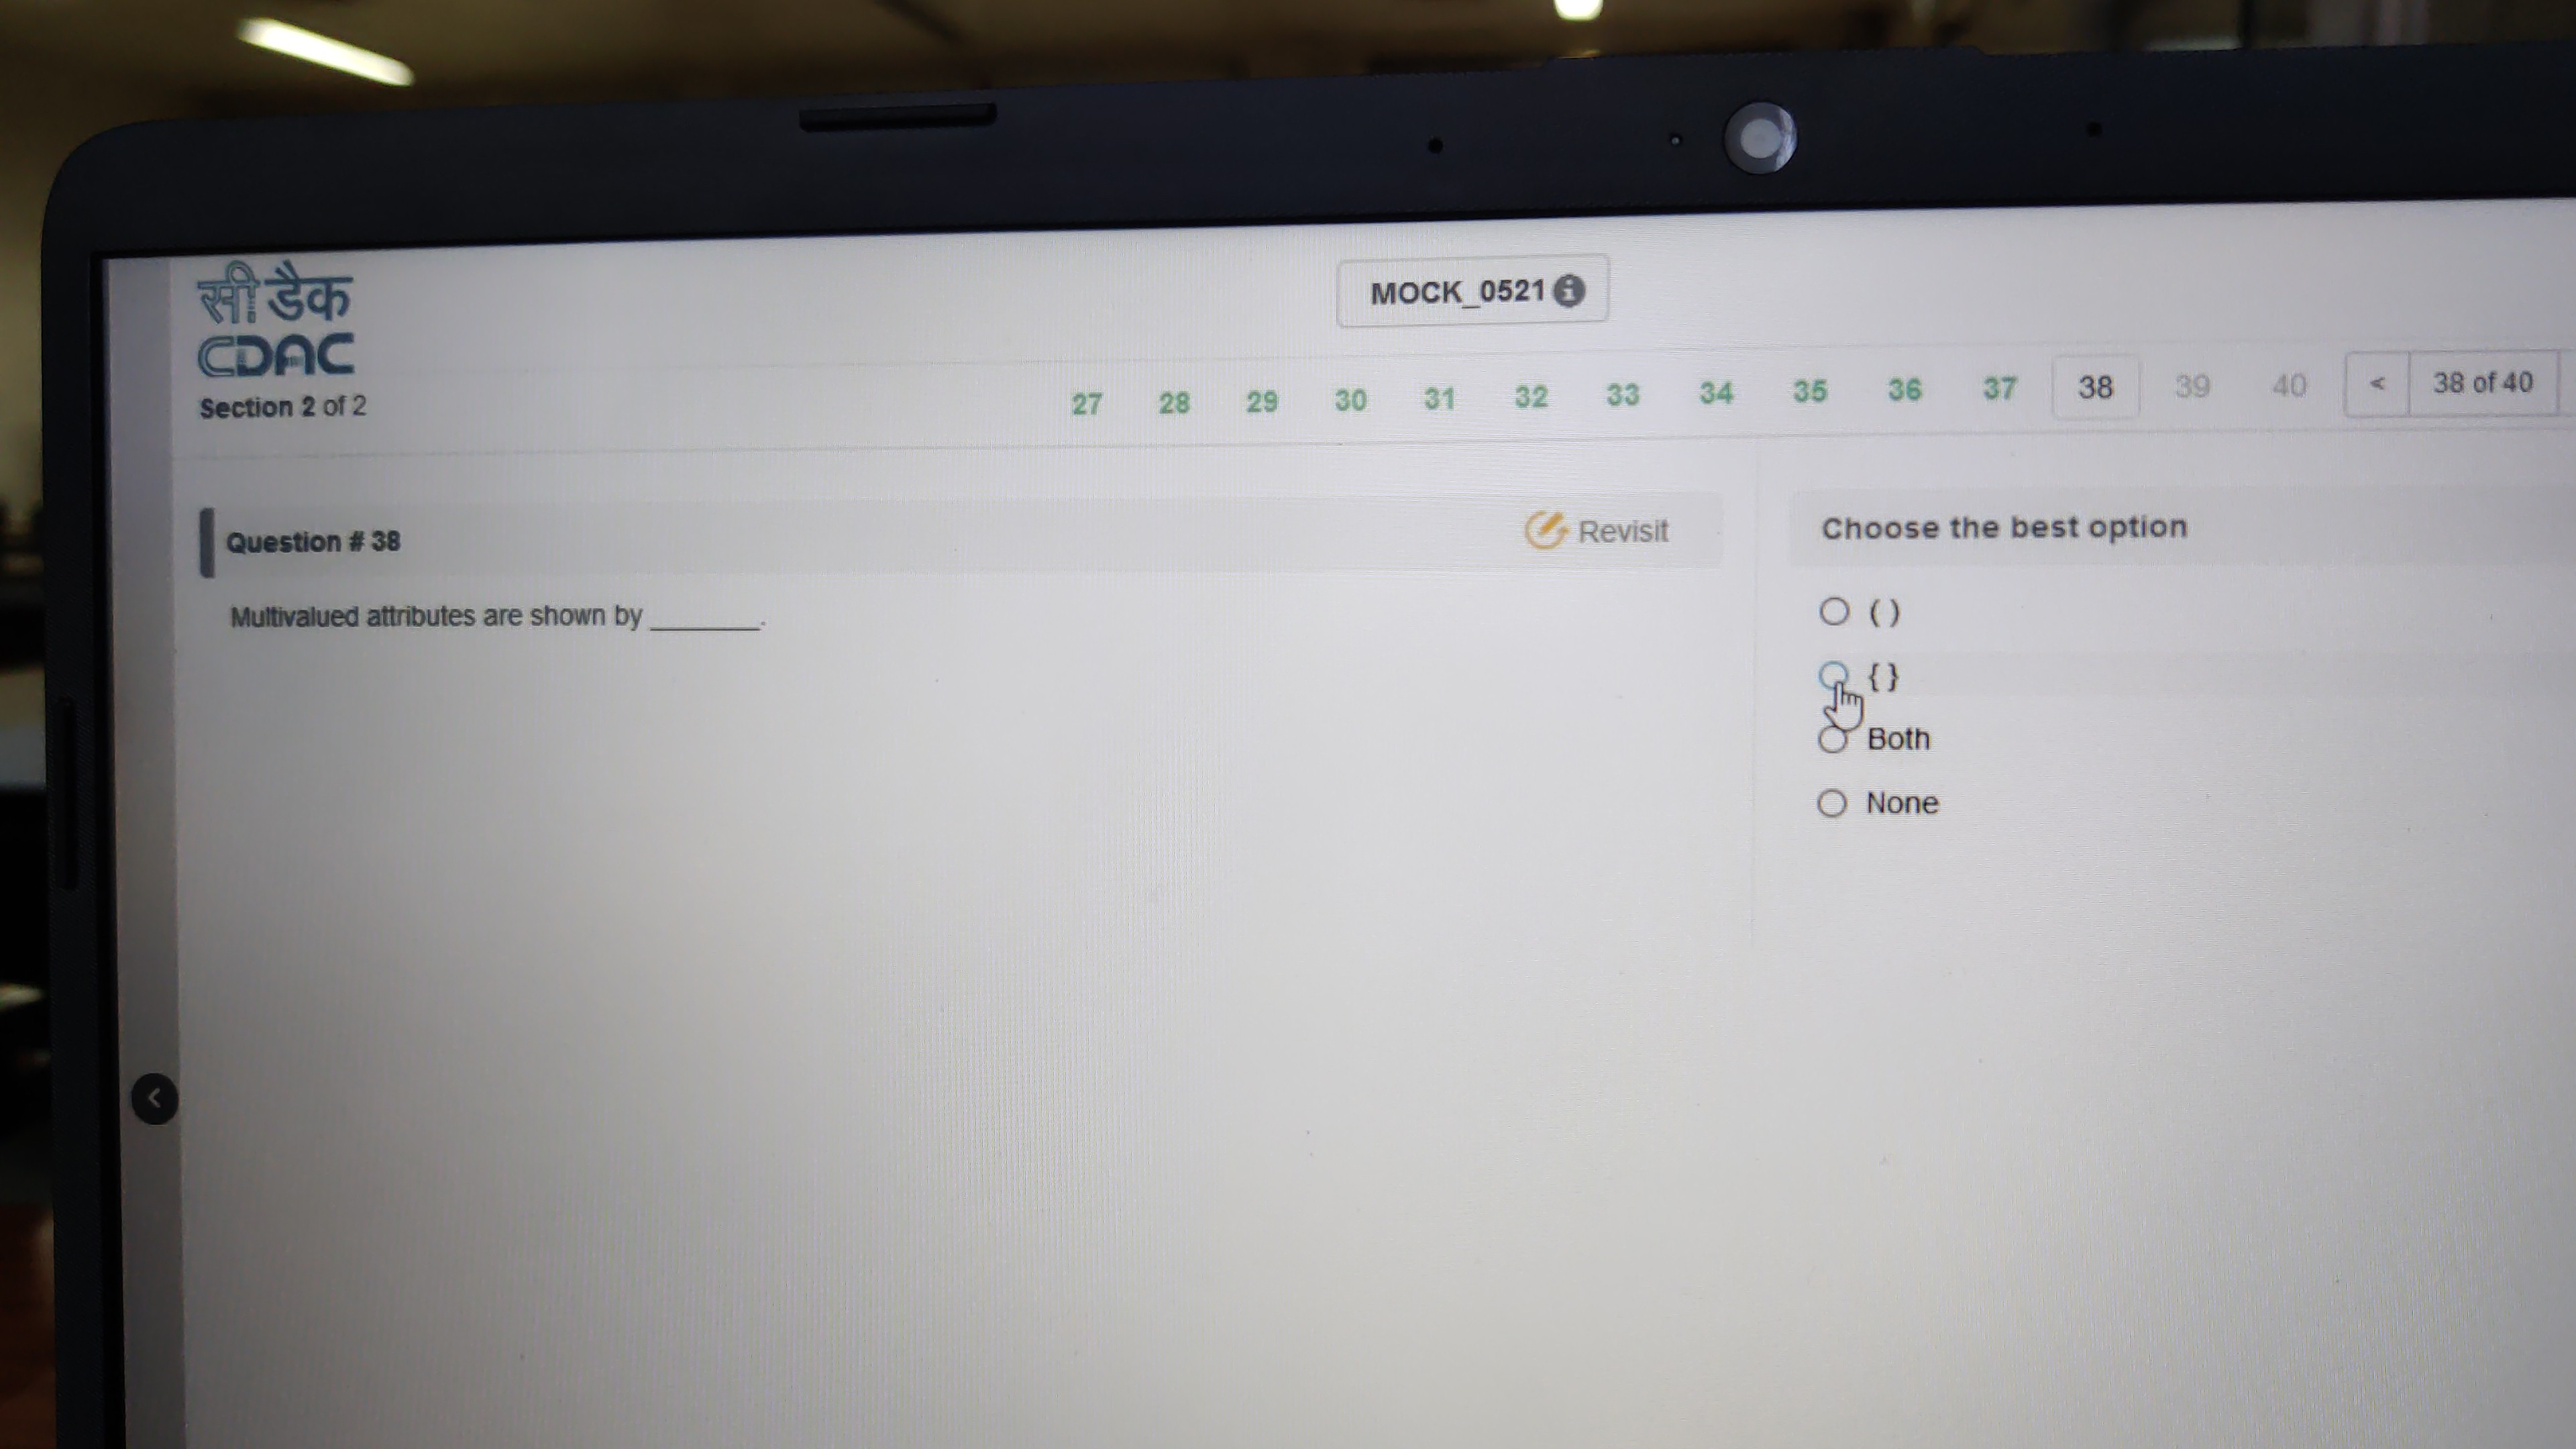 सी डैक
CDAC
MOCK_0521
Section 2 of 2
27 28 29 30 31 32 33 34 35 36 37 38 39 40 < 38 of 40
Question # 38
Revisit
Multivalued attributes are shown by ________.
Choose the best option
( )
{ }
Both
None